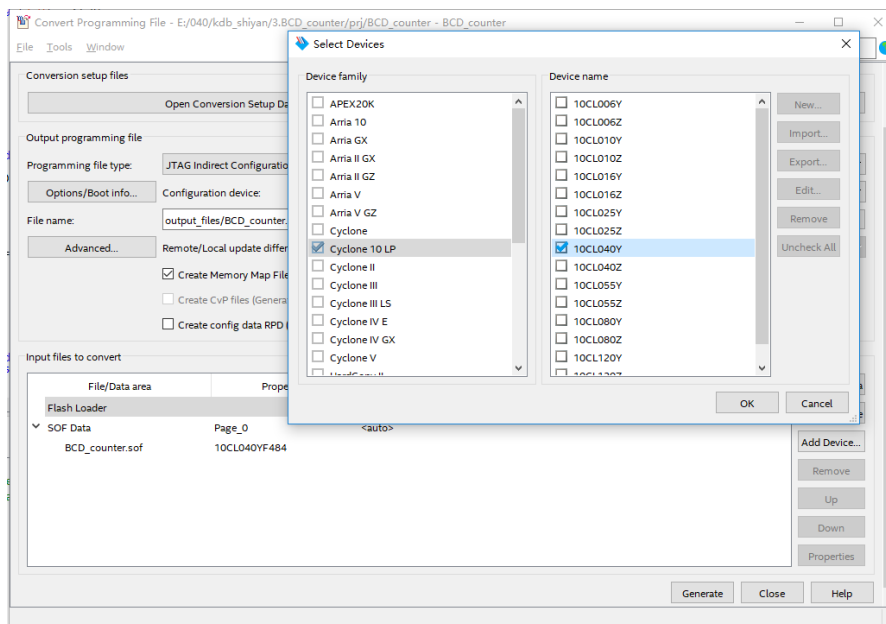 Convert Programming File - E:/040/kdb_shiyan/3.BCD_counter/prj/BCD_counter - BCD_counter
File Tools Window
Conversion setup files
Open Conversion Setup Da
Output programming file
Programming file type: JTAG Indirect Configuratio
Options/Boot info... Configuration device:
File name: output_files/BCD_counter.
Advanced... Remote/Local update differ
Create Memory Map File
Create CvP files (Genera
Create config data RPD (
Input files to convert
File/Data area Prope
Flash Loader
SOF Data Page_0 <auto>
BCD_counter.sof 10CL040YF484
Add Device...
Remove
Up
Down
Properties
Generate Close Help
Select Devices
Device family
APEX20K
Arria 10
Arria GX
Arria II GX
Arria II GZ
Arria V
Arria V GZ
Cyclone
Cyclone 10 LP
Cyclone II
Cyclone III
Cyclone III LS
Cyclone IV E
Cyclone IV GX
Cyclone V
Device name
10CL006Y
10CL006Z
10CL010Y
10CL010Z
10CL016Y
10CL016Z
10CL025Y
10CL025Z
10CL040Y
10CL040Z
10CL055Y
10CL055Z
10CL080Y
10CL080Z
10CL120Y
New...
Import...
Export...
Edit...
Remove
Uncheck All
OK Cancel